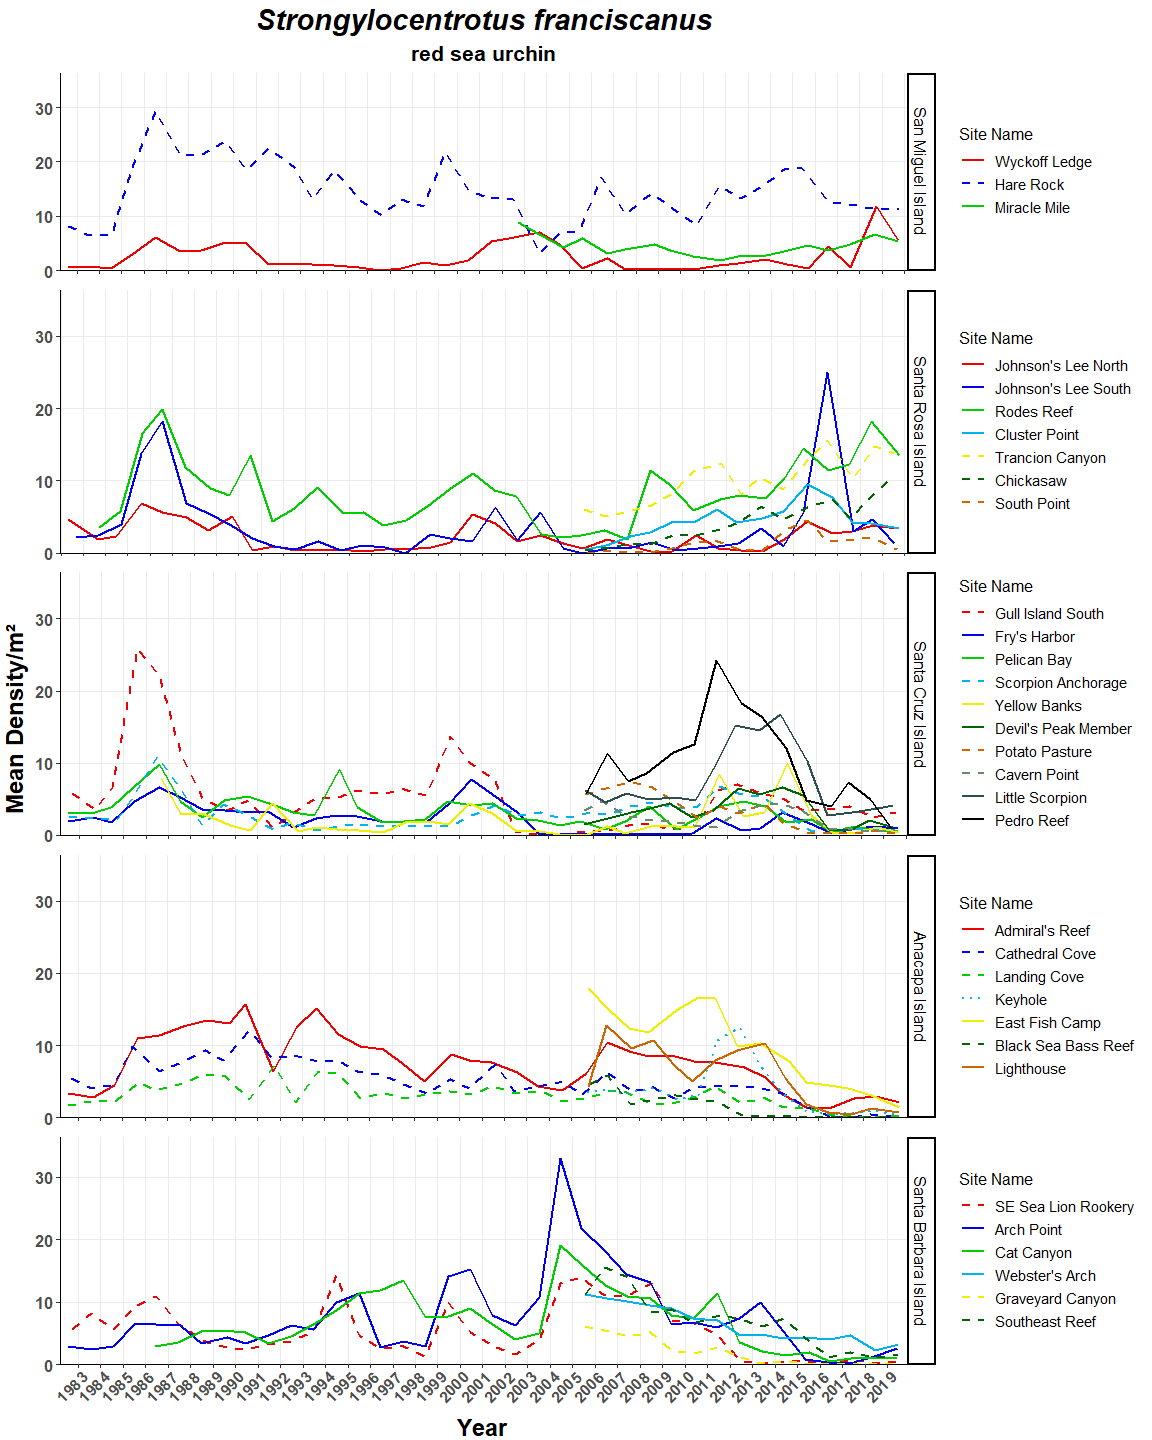 Strongylocentrotus franciscanus
red sea urchin
Mean Density/m²
30
20
10
0
San Miguel Island
Site Name
Wyckoff Ledge
Hare Rock
Miracle Mile
30
20
10
0
Santa Rosa Island
Site Name
Johnson's Lee North
Johnson's Lee South
Rodes Reef
Cluster Point
Trancion Canyon
Chickasaw
South Point
30
20
10
0
Santa Cruz Island
Site Name
Gull Island South
Fry's Harbor
Pelican Bay
Scorpion Anchorage
Yellow Banks
Devil's Peak Member
Potato Pasture
Cavern Point
Little Scorpion
Pedro Reef
30
20
10
0
Anacapa Island
Site Name
Admiral's Reef
Cathedral Cove
Landing Cove
Keyhole
East Fish Camp
Black Sea Bass Reef
Lighthouse
30
20
10
0
Santa Barbara Island
Site Name
SE Sea Lion Rookery
Arch Point
Cat Canyon
Webster's Arch
Graveyard Canyon
Southeast Reef
1983 1984 1985 1986 1987 1988 1989 1990 1991 1992 1993 1994 1995 1996 1997 1998 1999 2000 2001 2002 2003 2004 2005 2006 2007 2008 2009 2010 2011 2012 2013 2014 2015 2016 2017 2018 2019
Year